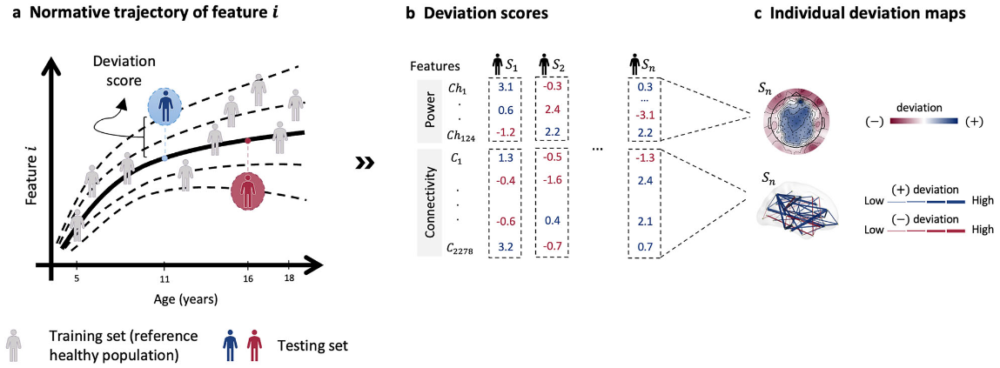 a Normative trajectory of feature i
Deviation
score
Feature i
5 11 16 18
Age (years)
Training set (reference
healthy population)
Testing set
b Deviation scores
Features S1 S2 Sn
Power
Ch1 3.1 -0.3 0.3
. ...
. 0.6 2.4 -3.1
Ch124 -1.2 2.2 2.2
...
Connectivity
C1 1.3 -0.5 -1.3
. -0.4 -1.6 2.4
.
. -0.6 0.4 2.1
C2278 3.2 -0.7 0.7
c Individual deviation maps
Sn
deviation
(−) (+)
Sn
(+) deviation
Low High
(−) deviation
Low High